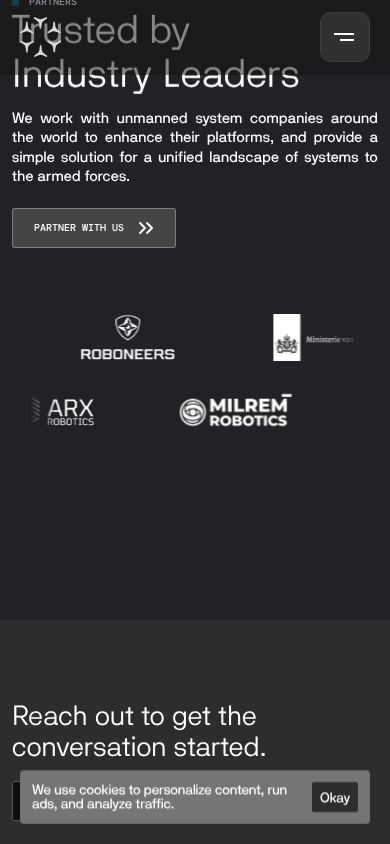 PARTNERS
Trusted by
Industry Leaders
We work with unmanned system companies around
the world to enhance their platforms, and provide a
simple solution for a unified landscape of systems to
the armed forces.
PARTNER WITH US
ROBONEERS
Ministerie van
ARX
ROBOTICS
MILREM
ROBOTICS
Reach out to get the
conversation started.
We use cookies to personalize content, run
ads, and analyze traffic.
Okay